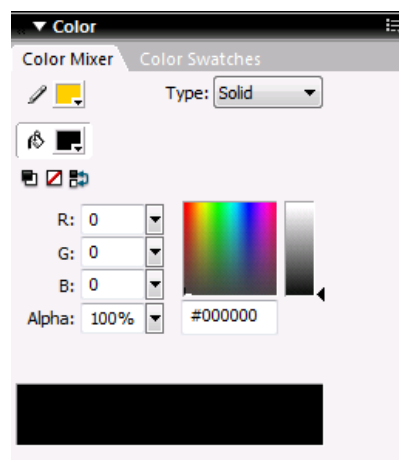 ▼ Color
Color Mixer Color Swatches
Type: Solid
R: 0
G: 0
B: 0
Alpha: 100% #000000